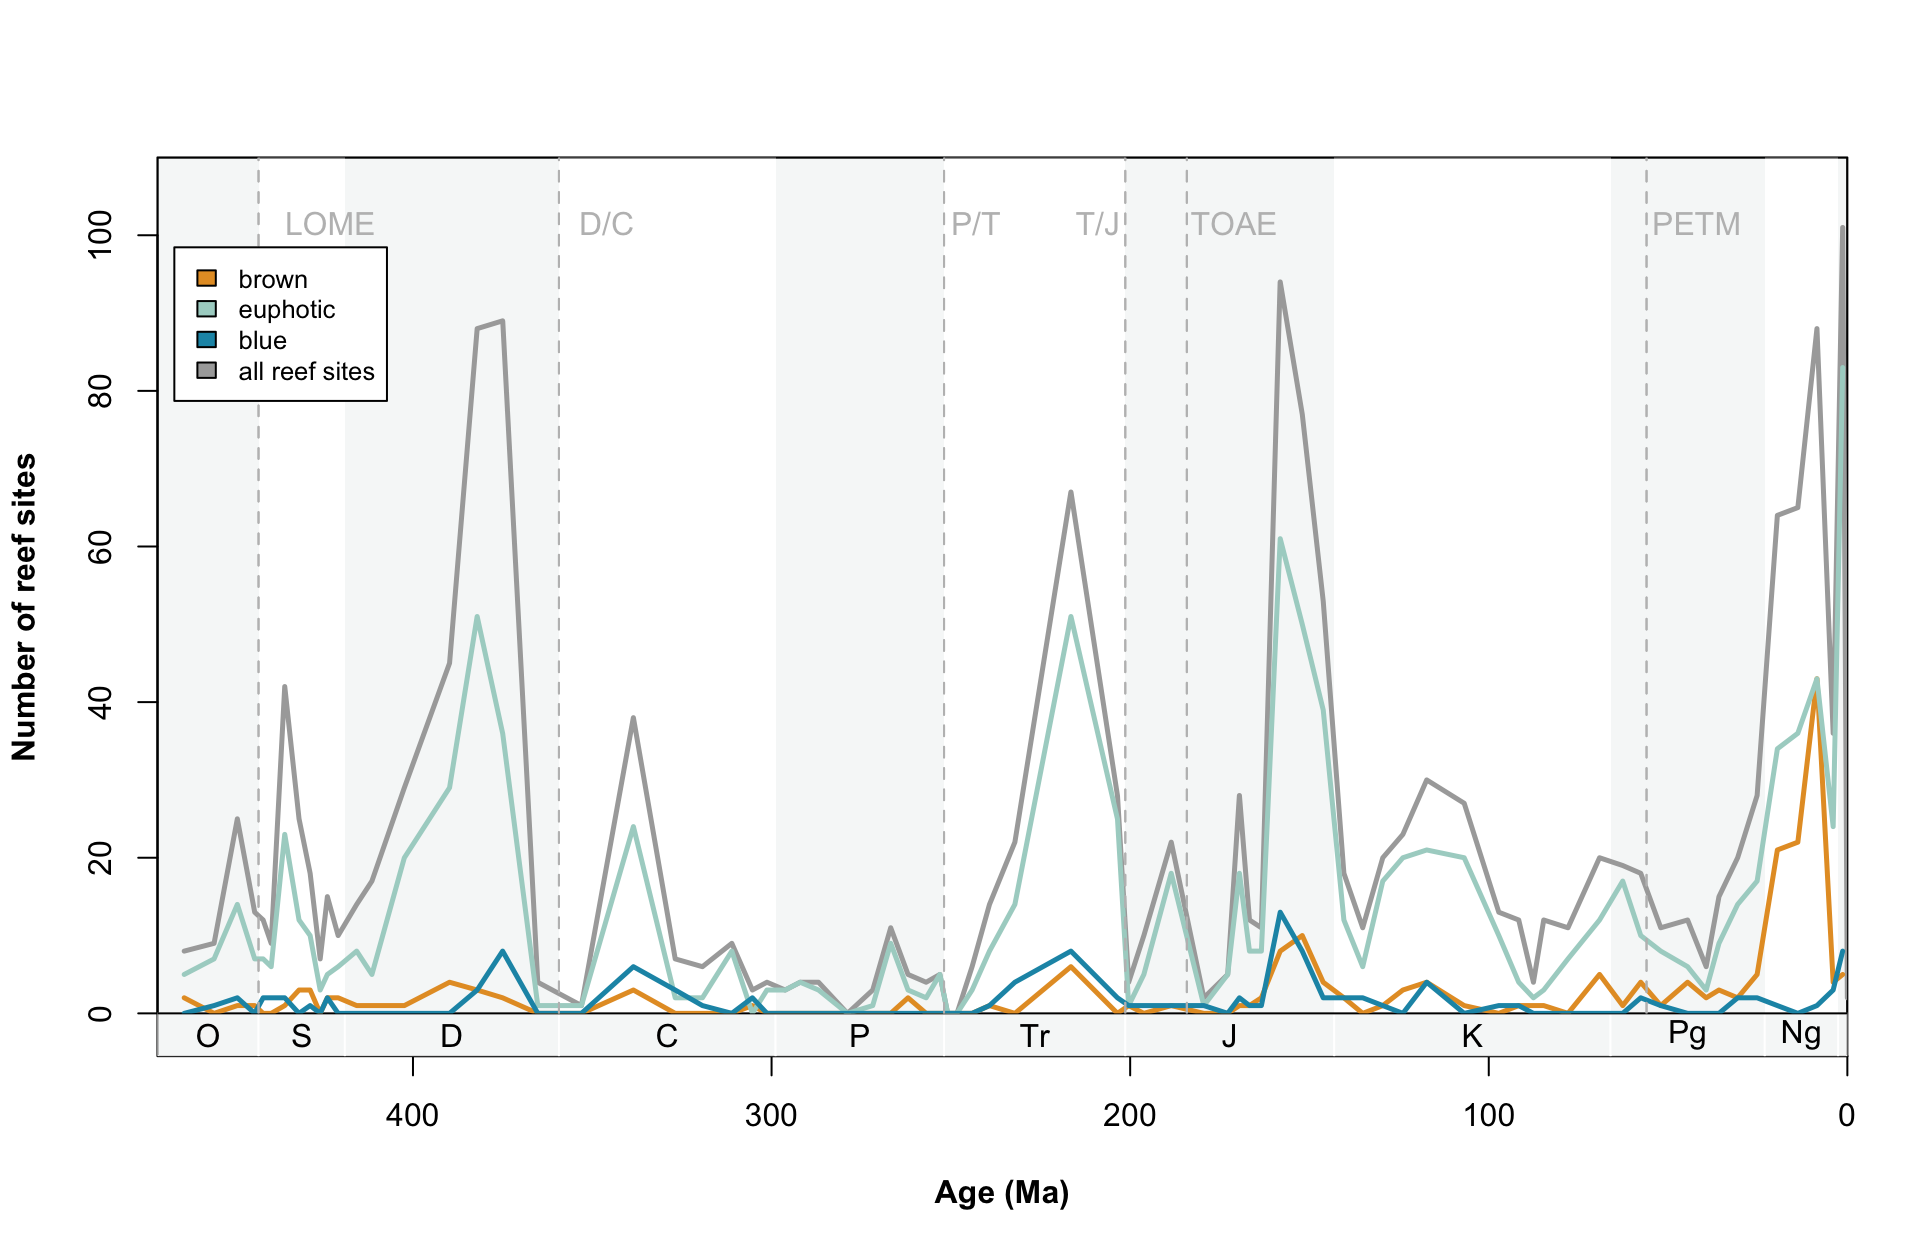 LOME D/C P/T T/J TOAE PETM
brown
euphotic
blue
all reef sites
Number of reef sites
100
80
60
40
20
0
O S D C P Tr J K Pg Ng
400 300 200 100 0
Age (Ma)